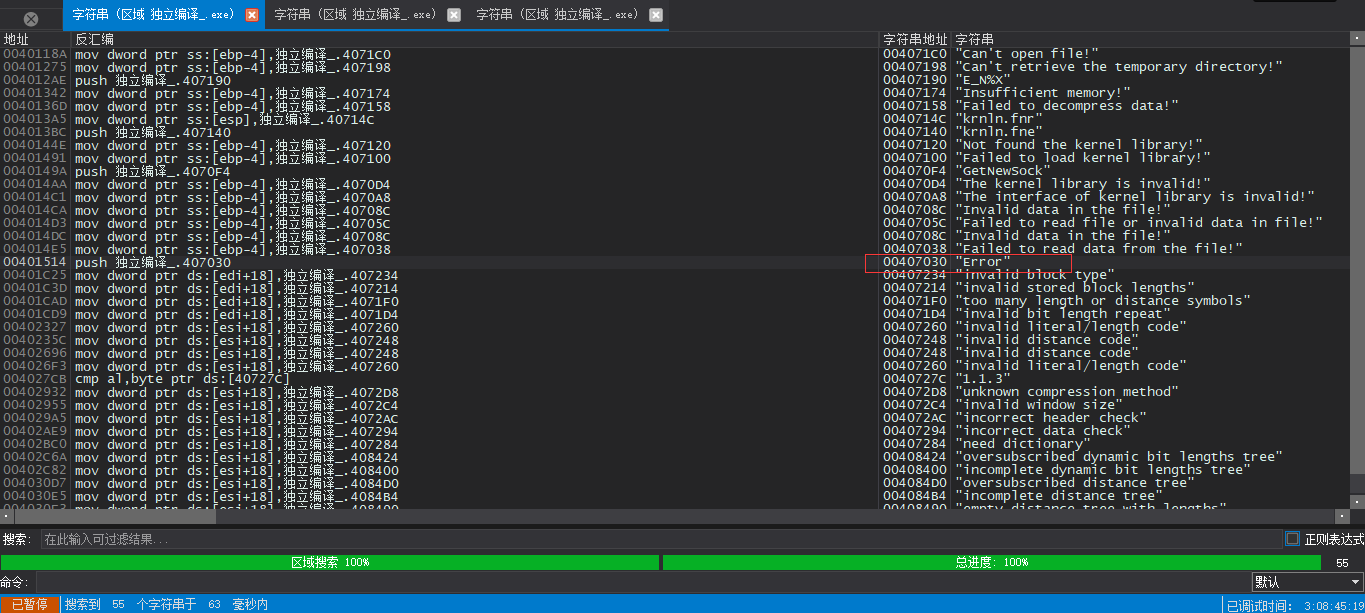 字符串（区域 独立编译_.exe） 字符串（区域 独立编译_.exe） 字符串（区域 独立编译_.exe）
地址 反汇编 字符串地址 字符串
0040118A mov dword ptr ss:[ebp-4],独立编译_.4071C0 004071C0 "Can't open file!"
00401275 mov dword ptr ss:[ebp-4],独立编译_.407198 00407198 "Can't retrieve the temporary directory!"
004012AE push 独立编译_.407190 00407190 "E_N%X"
00401342 mov dword ptr ss:[ebp-4],独立编译_.407174 00407174 "Insufficient memory!"
0040136D mov dword ptr ss:[ebp-4],独立编译_.407158 00407158 "Failed to decompress data!"
004013A5 mov dword ptr ss:[esp],独立编译_.40714C 0040714C "krnln.fnr"
004013BC push 独立编译_.407140 00407140 "krnln.fne"
0040144E mov dword ptr ss:[ebp-4],独立编译_.407120 00407120 "Not found the kernel library!"
00401491 mov dword ptr ss:[ebp-4],独立编译_.407100 00407100 "Failed to load kernel library!"
0040149A push 独立编译_.4070F4 004070F4 "GetNewSock"
004014AA mov dword ptr ss:[ebp-4],独立编译_.4070D4 004070D4 "The kernel library is invalid!"
004014C1 mov dword ptr ss:[ebp-4],独立编译_.4070A8 004070A8 "The interface of kernel library is invalid!"
004014CA mov dword ptr ss:[ebp-4],独立编译_.40708C 0040708C "Invalid data in the file!"
004014D3 mov dword ptr ss:[ebp-4],独立编译_.40705C 0040705C "Failed to read file or invalid data in file!"
004014DC mov dword ptr ss:[ebp-4],独立编译_.40708C 0040708C "Invalid data in the file!"
004014E5 mov dword ptr ss:[ebp-4],独立编译_.407038 00407038 "Failed to read data from the file!"
00401514 push 独立编译_.407030 00407030 "Error"
00401C25 mov dword ptr ds:[edi+18],独立编译_.407234 00407234 "invalid block type"
00401C3D mov dword ptr ds:[edi+18],独立编译_.407214 00407214 "invalid stored block lengths"
00401CAD mov dword ptr ds:[edi+18],独立编译_.4071F0 004071F0 "too many length or distance symbols"
00401CD9 mov dword ptr ds:[edi+18],独立编译_.4071D4 004071D4 "invalid bit length repeat"
00402327 mov dword ptr ds:[esi+18],独立编译_.407260 00407260 "invalid literal/length code"
0040235C mov dword ptr ds:[esi+18],独立编译_.407248 00407248 "invalid distance code"
00402696 mov dword ptr ds:[esi+18],独立编译_.407248 00407248 "invalid distance code"
004026F3 mov dword ptr ds:[esi+18],独立编译_.407260 00407260 "invalid literal/length code"
004027CB cmp al,byte ptr ds:[40727C] 0040727C "1.1.3"
00402932 mov dword ptr ds:[esi+18],独立编译_.4072D8 004072D8 "unknown compression method"
00402955 mov dword ptr ds:[esi+18],独立编译_.4072C4 004072C4 "invalid window size"
004029A5 mov dword ptr ds:[esi+18],独立编译_.4072AC 004072AC "incorrect header check"
00402AE9 mov dword ptr ds:[esi+18],独立编译_.407294 00407294 "incorrect data check"
00402BC0 mov dword ptr ds:[esi+18],独立编译_.407284 00407284 "need dictionary"
00402C6A mov dword ptr ds:[esi+18],独立编译_.408424 00408424 "oversubscribed dynamic bit lengths tree"
00402C82 mov dword ptr ds:[esi+18],独立编译_.408400 00408400 "incomplete dynamic bit lengths tree"
004030D7 mov dword ptr ds:[esi+18],独立编译_.4084D0 004084D0 "oversubscribed distance tree"
004030E5 mov dword ptr ds:[esi+18],独立编译_.4084B4 004084B4 "incomplete distance tree"
mov dword ptr ds:[esi+18],独立编译_. "empty distance tree with lengths"
搜索: 在此输入可过滤结果... 正则表达式
区域搜索 100% 总进度: 100% 55
命令: 默认
已暂停 搜索到 55 个字符串于 63 毫秒内 已调试时间: 3:08:45:19